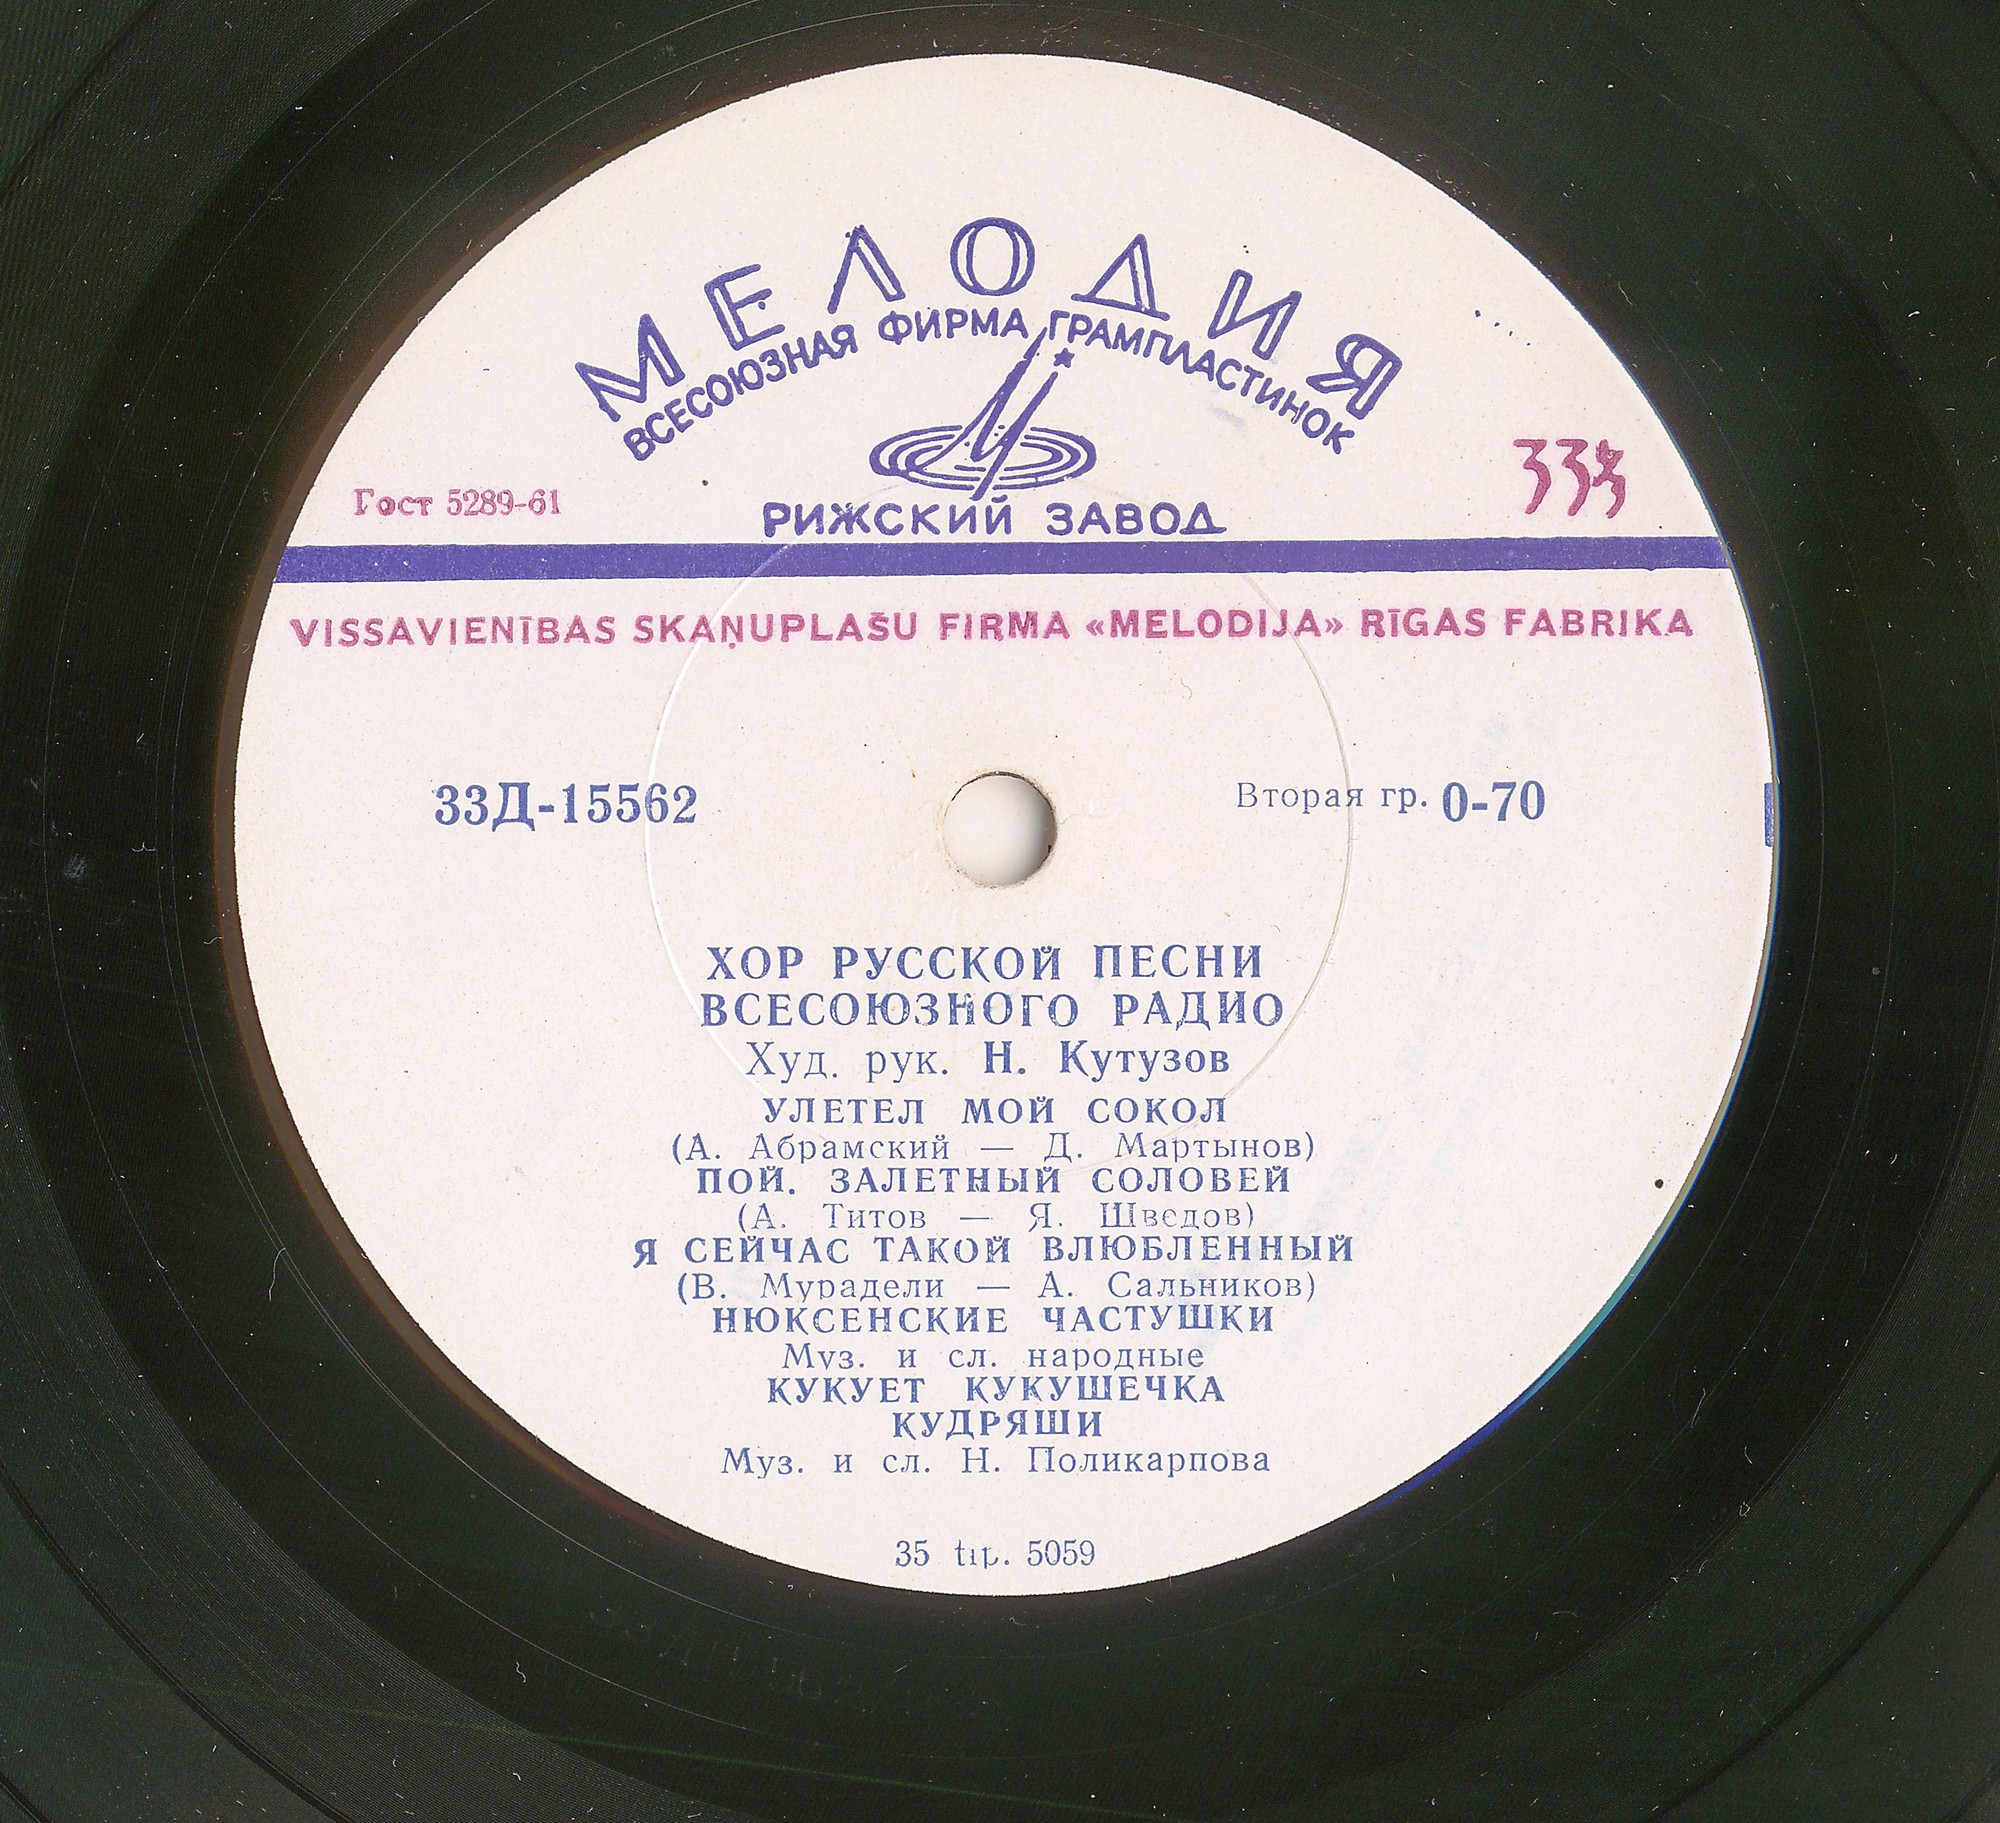 МЕЛОДИЯ
ВСЕСОЮЗНАЯ ФИРМА ГРАМПЛАСТИНОК
РИЖСКИЙ ЗАВОД
Гост 5289-61
33⅓
VISSAVIENĪBAS SKAŅUPLAŠU FIRMA «MELODIJA» RĪGAS FABRIKA
33Д-15562
Вторая гр. 0-70
ХОР РУССКОЙ ПЕСНИ
ВСЕСОЮЗНОГО РАДИО
Худ. рук. Н. Кутузов
УЛЕТЕЛ МОЙ СОКОЛ
(А. Абрамский — Д. Мартынов)
ПОЙ. ЗАЛЕТНЫЙ СОЛОВЕЙ
(А. Титов — Я. Шведов)
Я СЕЙЧАС ТАКОЙ ВЛЮБЛЕННЫЙ
(В. Мурадели — А. Сальников)
НЮКСЕНСКИЕ ЧАСТУШКИ
Муз. и сл. народные
КУКУЕТ КУКУШЕЧКА
КУДРЯШИ
Муз. и сл. Н. Поликарпова
35 tip. 5059